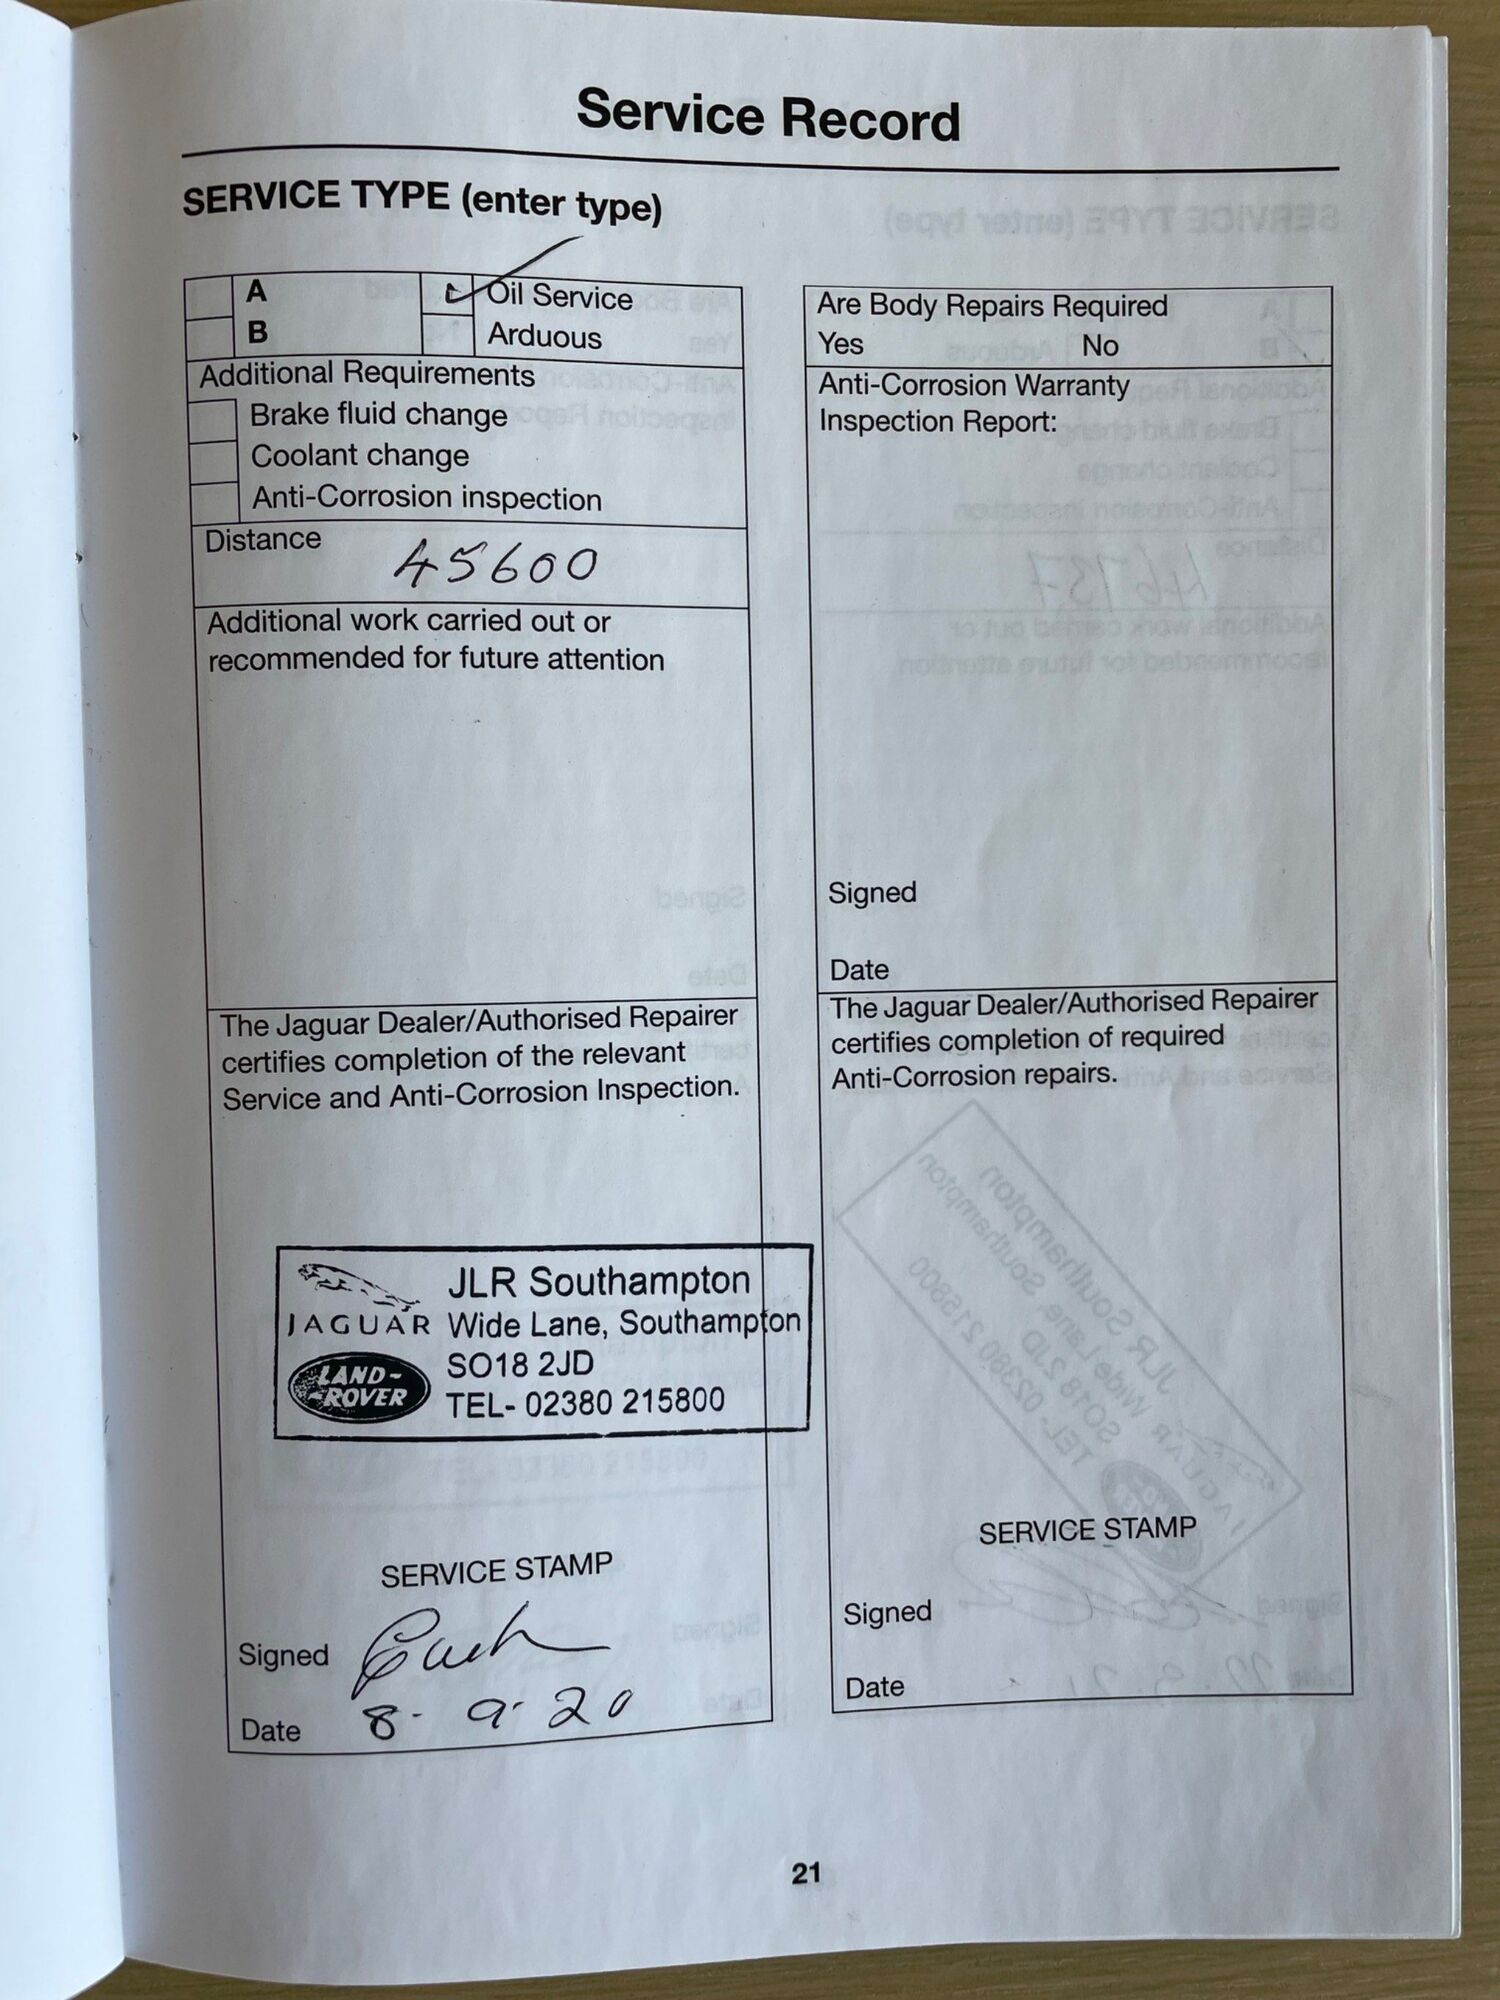 Service Record
SERVICE TYPE (enter type)
A
Oil Service
B
Arduous
Additional Requirements
Brake fluid change
Coolant change
Anti-Corrosion inspection
Distance 45600
Additional work carried out or
recommended for future attention
The Jaguar Dealer/Authorised Repairer
certifies completion of the relevant
Service and Anti-Corrosion Inspection.
JAGUAR
LAND-
ROVER
JLR Southampton
Wide Lane, Southampton
SO18 2JD
TEL- 02380 215800
SERVICE STAMP
Signed
Date 8. 9. 20
Are Body Repairs Required
Yes No
Anti-Corrosion Warranty
Inspection Report:
Signed
Date
The Jaguar Dealer/Authorised Repairer
certifies completion of required
Anti-Corrosion repairs.
SERVICE STAMP
Signed
Date
21